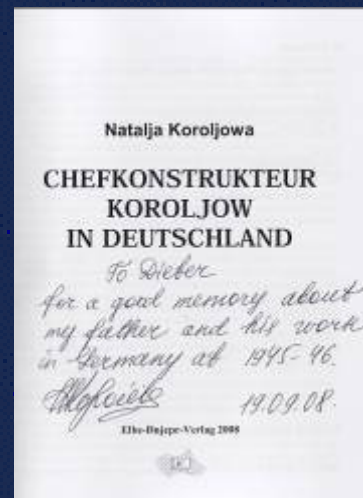 Natalja Koroljowa
CHEFKONSTRUKTEUR
KOROLJOW
IN DEUTSCHLAND
To Dieber
for a good memory about
my father and his work
in Germany at 1945-46.
19.09.08.
Elbe-Dnjepr-Verlag 2008